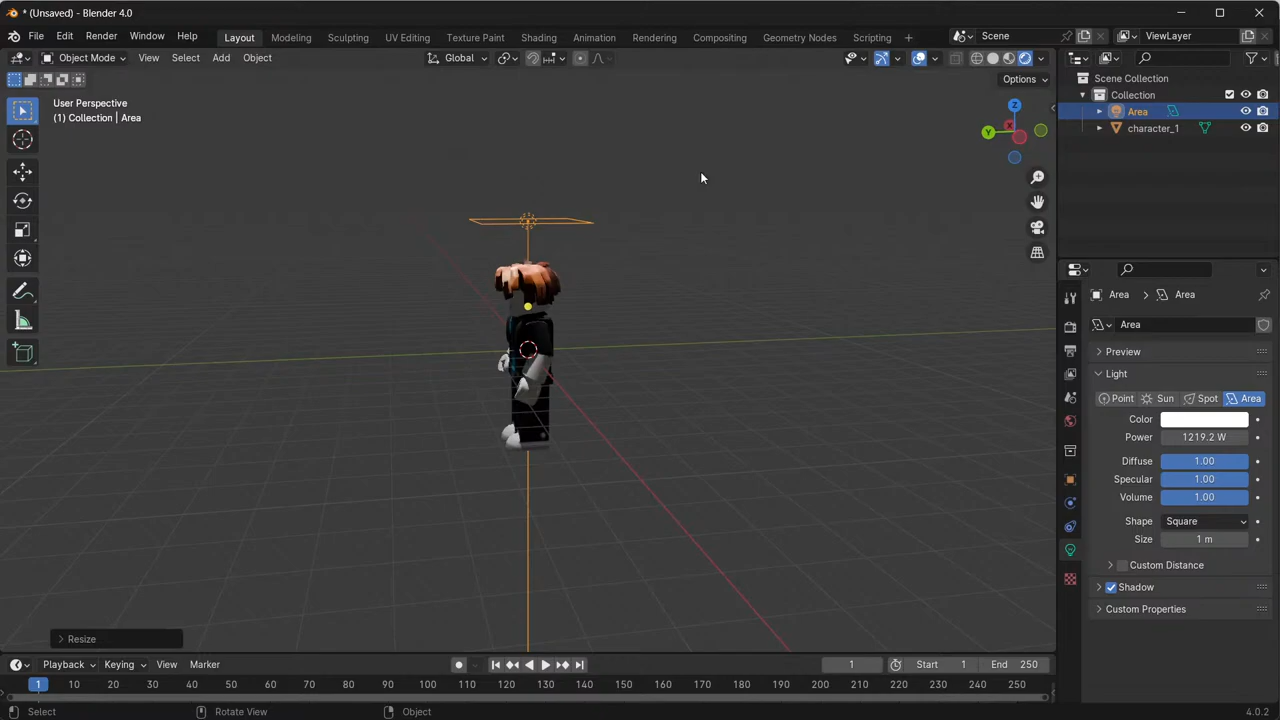 * (Unsaved) - Blender 4.0
File Edit Render Window Help
Layout Modeling Sculpting UV Editing Texture Paint Shading Animation Rendering Compositing Geometry Nodes Scripting +
Scene
ViewLayer
Object Mode View Select Add Object
Global
Options
User Perspective
(1) Collection | Area
Z
Y
X
Scene Collection
Collection
Area
character_1
Area
Area
Area
Preview
Light
Point Sun Spot Area
Color
Power 1219.2 W
Diffuse 1.00
Specular 1.00
Volume 1.00
Shape Square
Size 1 m
Custom Distance
Shadow
Custom Properties
Resize
Playback Keying View Marker
1
Start 1 End 250
1 10 20 30 40 50 60 70 80 90 100 110 120 130 140 150 160 170 180 190 200 210 220 230 240 250
Select Rotate View Object
4.0.2